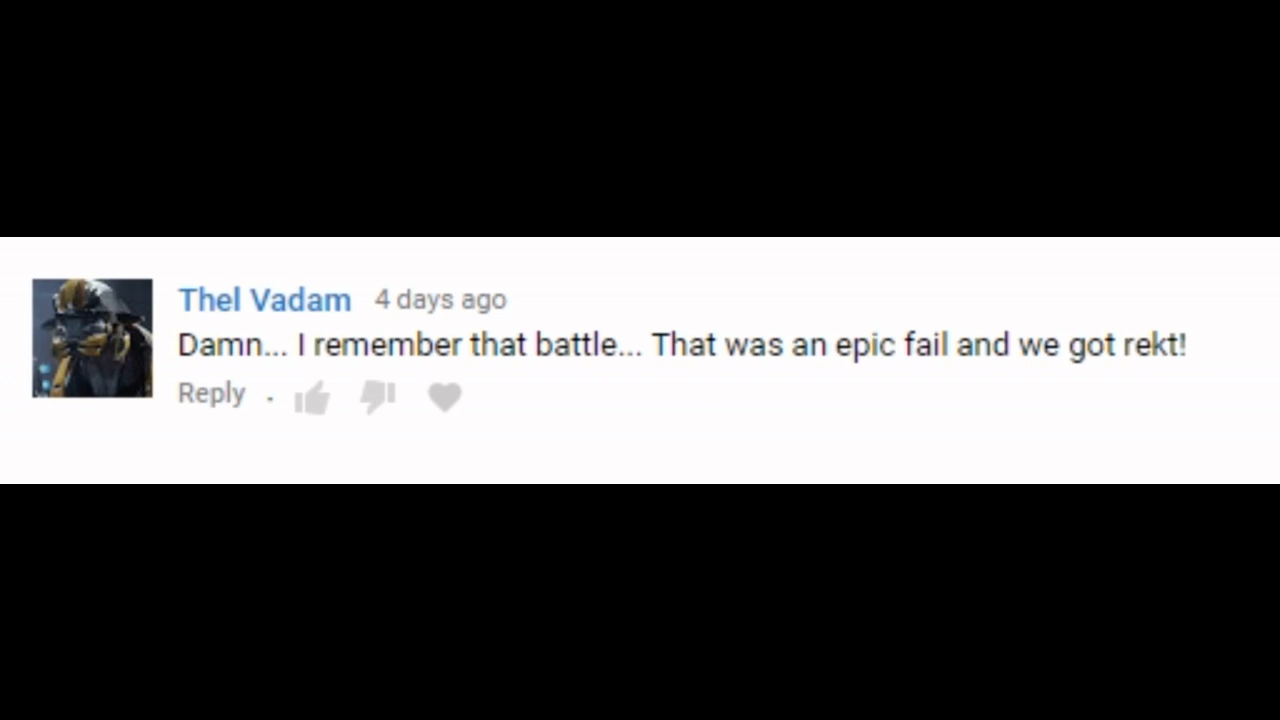 Thel Vadam 4 days ago
Damn... I remember that battle... That was an epic fail and we got rekt!
Reply .